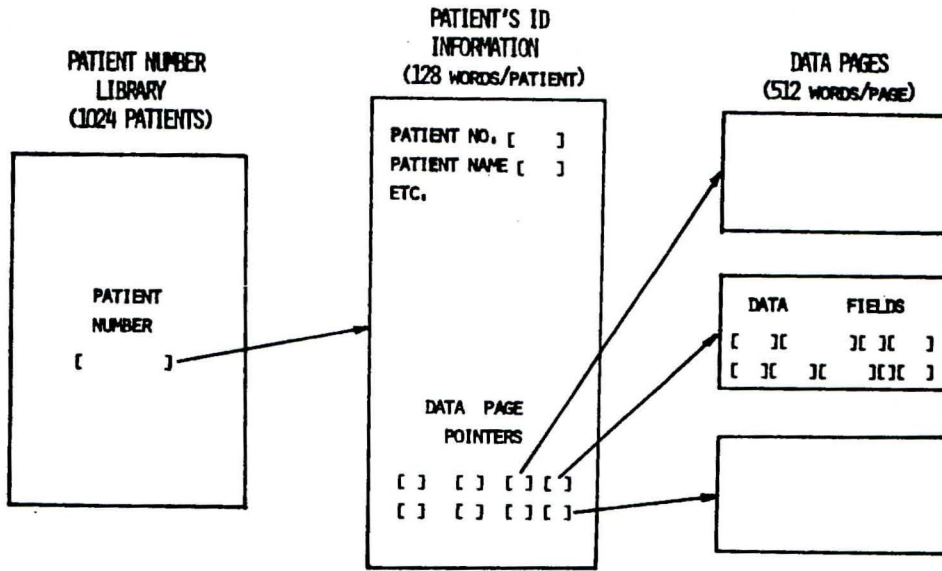 PATIENT NUMBER
LIBRARY
(1024 PATIENTS)
PATIENT
NUMBER
[ ]
PATIENT'S ID
INFORMATION
(128 WORDS/PATIENT)
PATIENT NO. [ ]
PATIENT NAME [ ]
ETC.
DATA PAGE
POINTERS
[ ] [ ] [ ] [ ]
[ ] [ ] [ ] [ ]
DATA PAGES
(512 WORDS/PAGE)
DATA FIELDS
[ ][ ][ ][ ]
[ ][ ][ ][ ][ ]